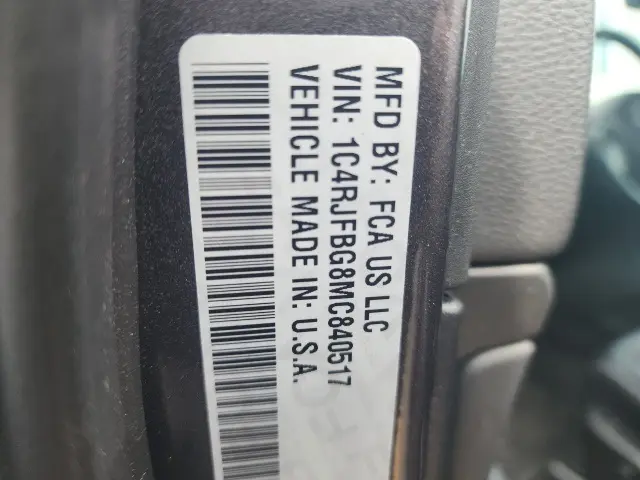 MFD BY: FCA US LLC
VIN: 1C4RJFBG8MC840517
VEHICLE MADE IN: U.S.A.